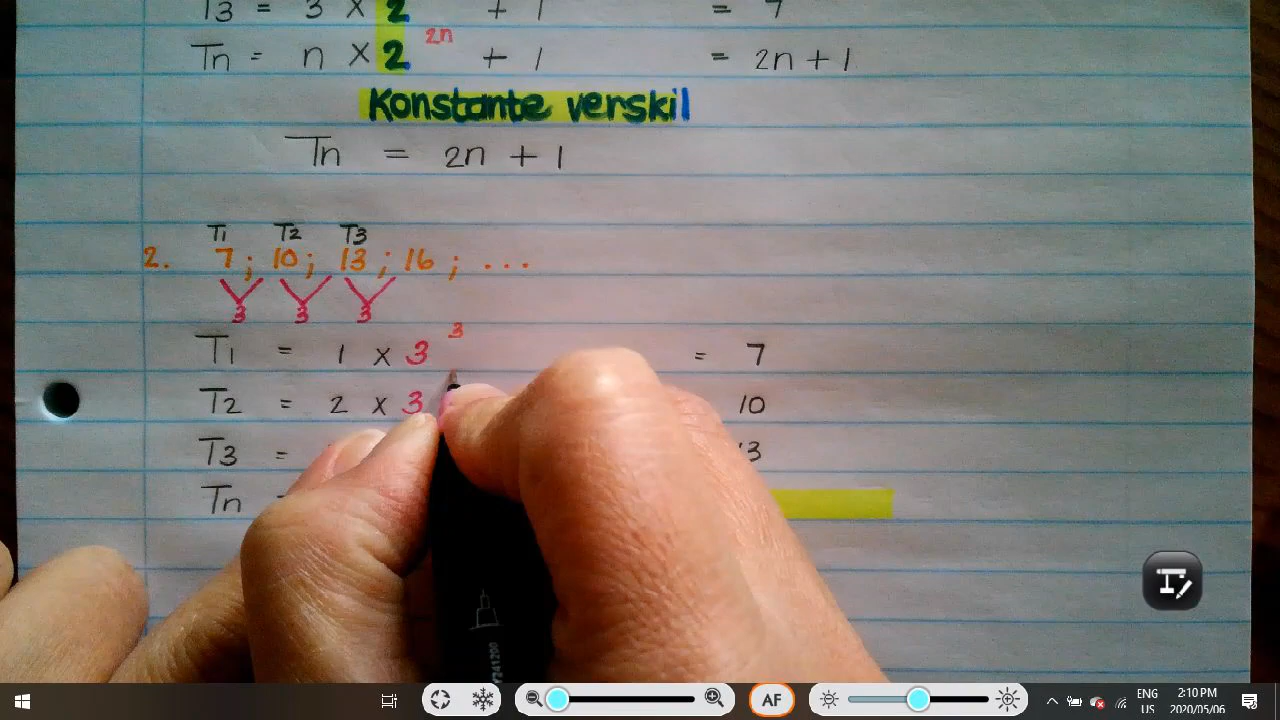 T3 = 3 × 2 + 1 = 7
Tn = n × 2 2n + 1 = 2n + 1
Konstante verskil
Tn = 2n + 1
T1 T2 T3
2. 7 ; 10 ; 13 ; 16 ; ...
3 3 3
3
T1 = 1 × 3 = 7
T2 = 2 × 3 10
T3 = 13
Tn
Y241200
AF
ENG 2:10 PM
US 2020/05/06